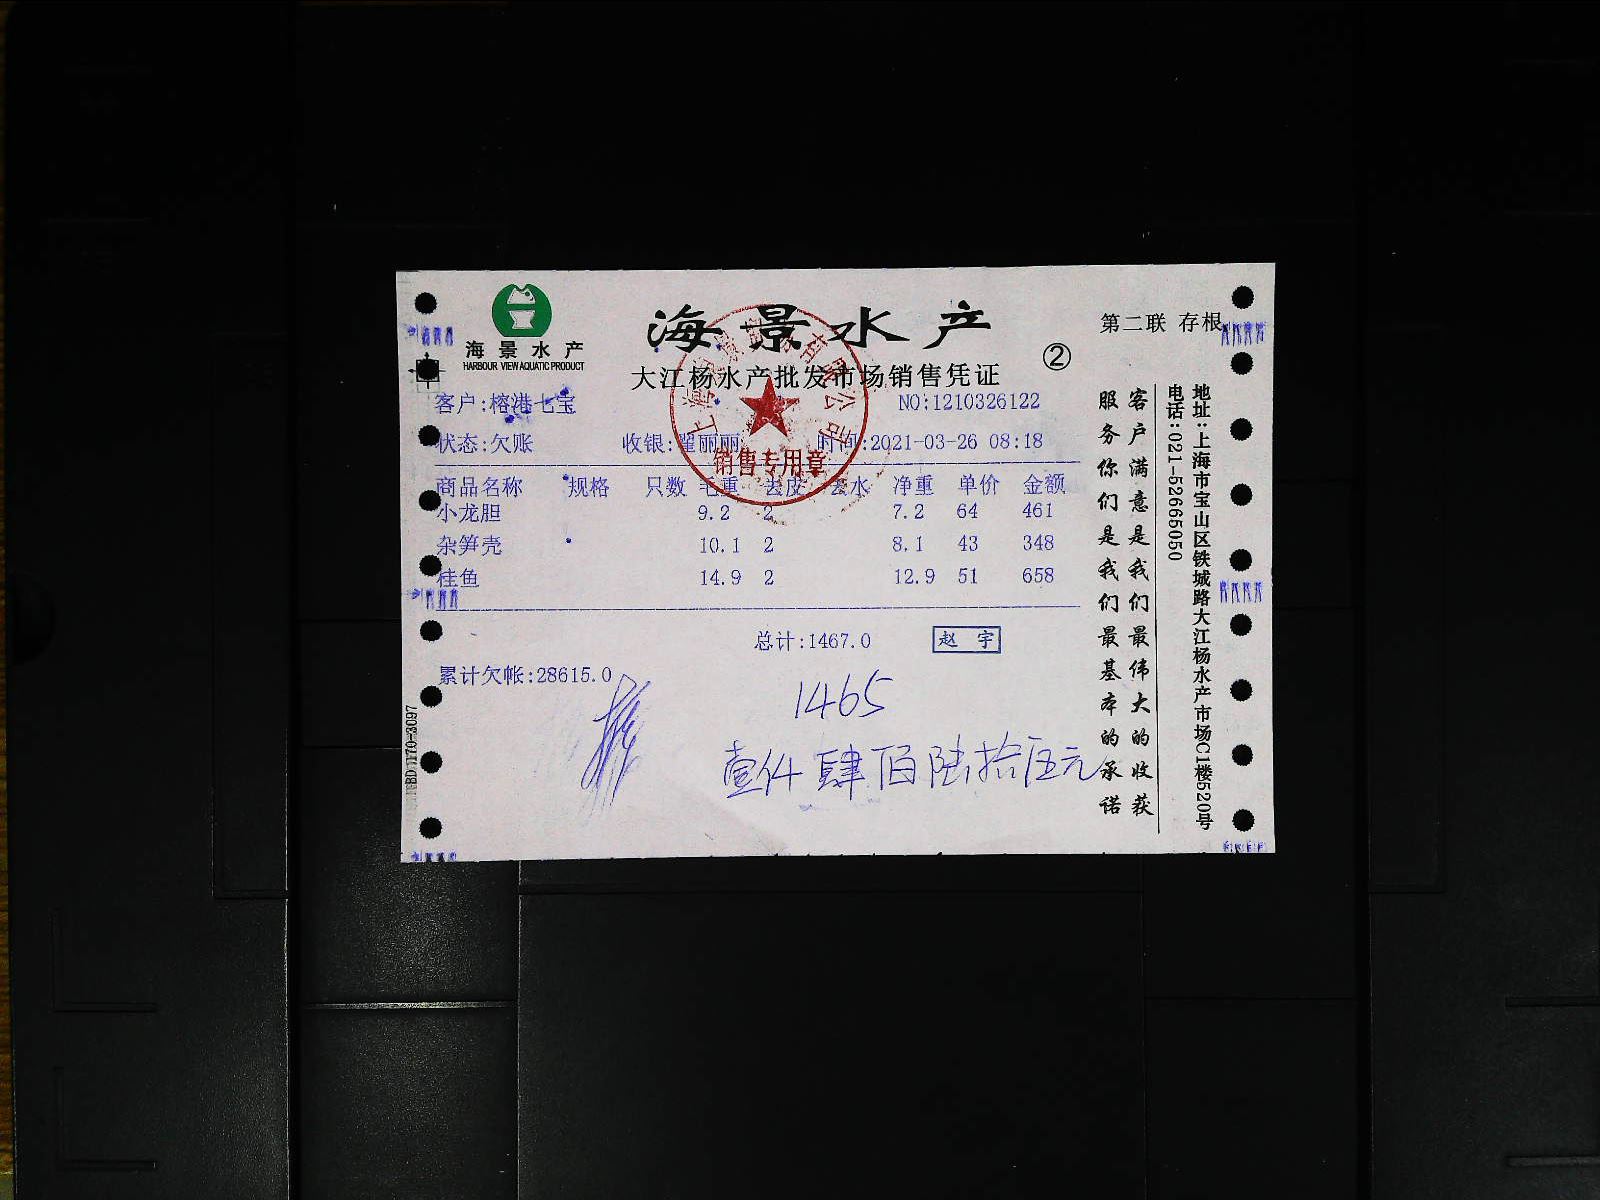 海景水产
HARBOUR VIEW AQUATIC PRODUCT
海景水产
第二联 存根
大江杨水产批发市场销售凭证
②
客户:榕港七宝 NO:1210326122
状态:欠账 收银:翟丽丽 时间:2021-03-26 08:18
销售专用章
商品名称 规格 只数 毛重 去皮 去水 净重 单价 金额
小龙胆 9.2 2 7.2 64 461
杂笋壳 10.1 2 8.1 43 348
桂鱼 14.9 2 12.9 51 658
总计:1467.0 赵宇
累计欠帐:28615.0
1465
壹仟肆佰陆拾伍元
客户满意是我们最伟大的收获
服务你们是我们最基本的承诺
地址:上海市宝山区铁城路大江杨水产市场C1楼520号
电话:021-52665050